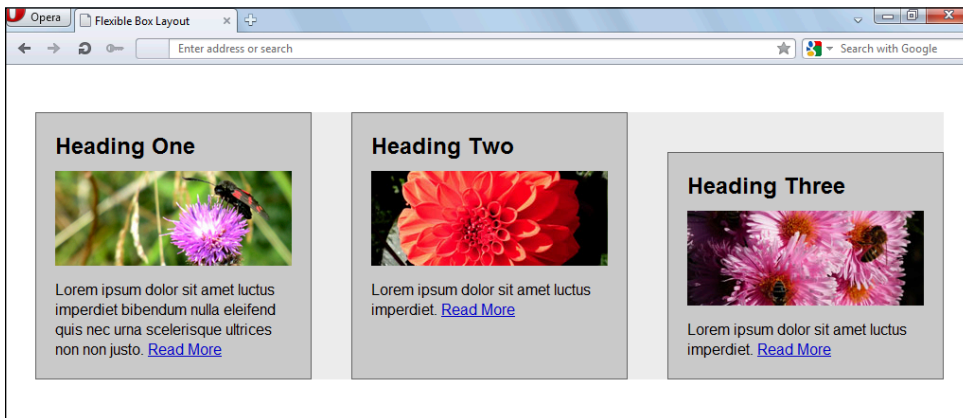 Opera
Flexible Box Layout
Enter address or search
Search with Google
Heading One
Lorem ipsum dolor sit amet luctus
imperdiet bibendum nulla eleifend
quis nec urna scelerisque ultrices
non non justo. Read More
Heading Two
Lorem ipsum dolor sit amet luctus
imperdiet. Read More
Heading Three
Lorem ipsum dolor sit amet luctus
imperdiet. Read More